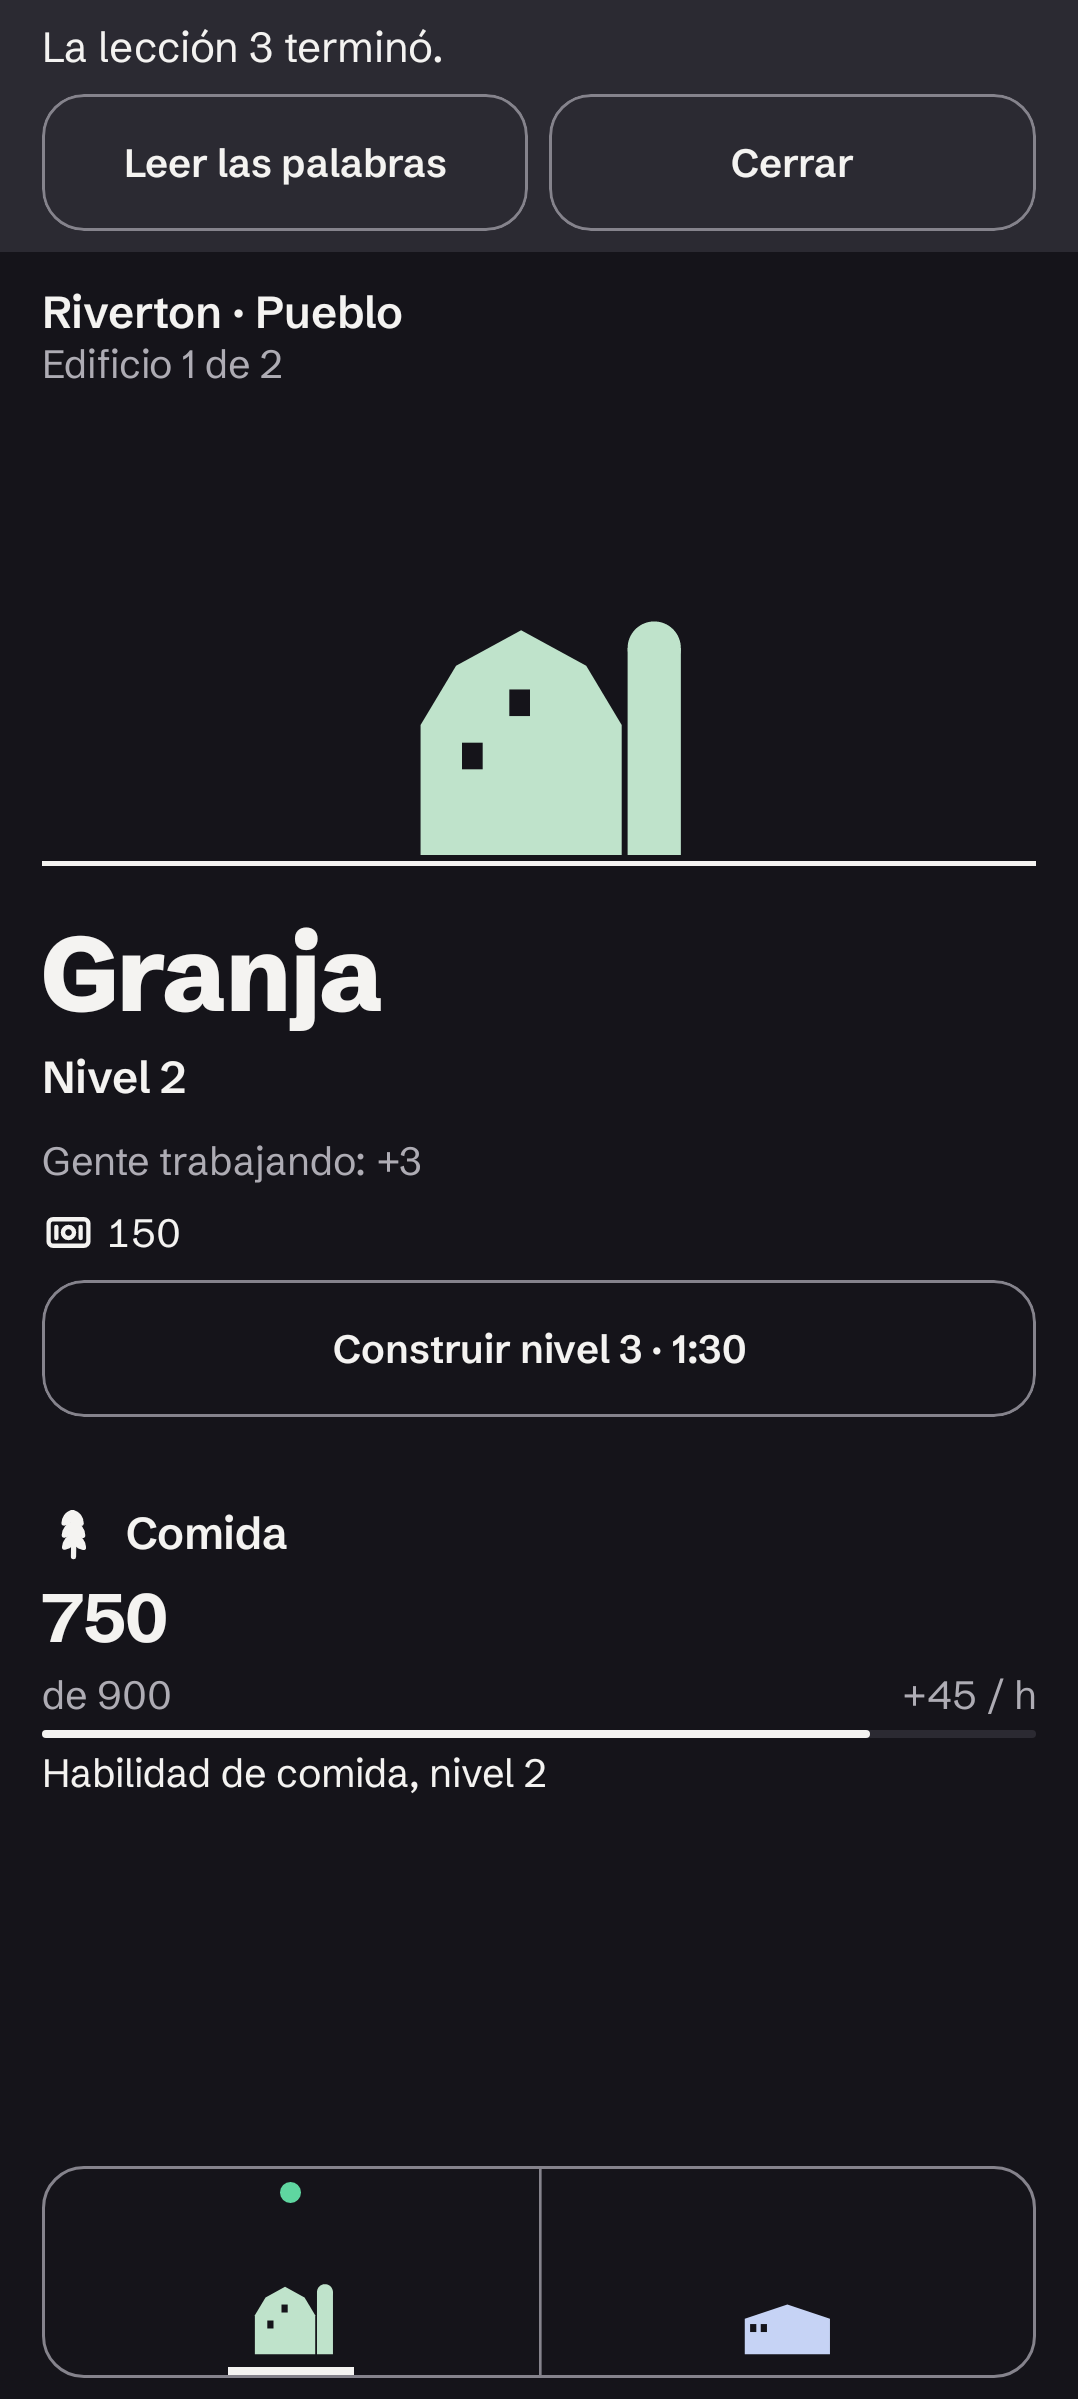 La lección 3 terminó.
Leer las palabras
Cerrar
Riverton · Pueblo
Edificio 1 de 2
Granja
Nivel 2
Gente trabajando: +3
150
Construir nivel 3 · 1:30
Comida
750
de 900
+45 / h
Habilidad de comida, nivel 2